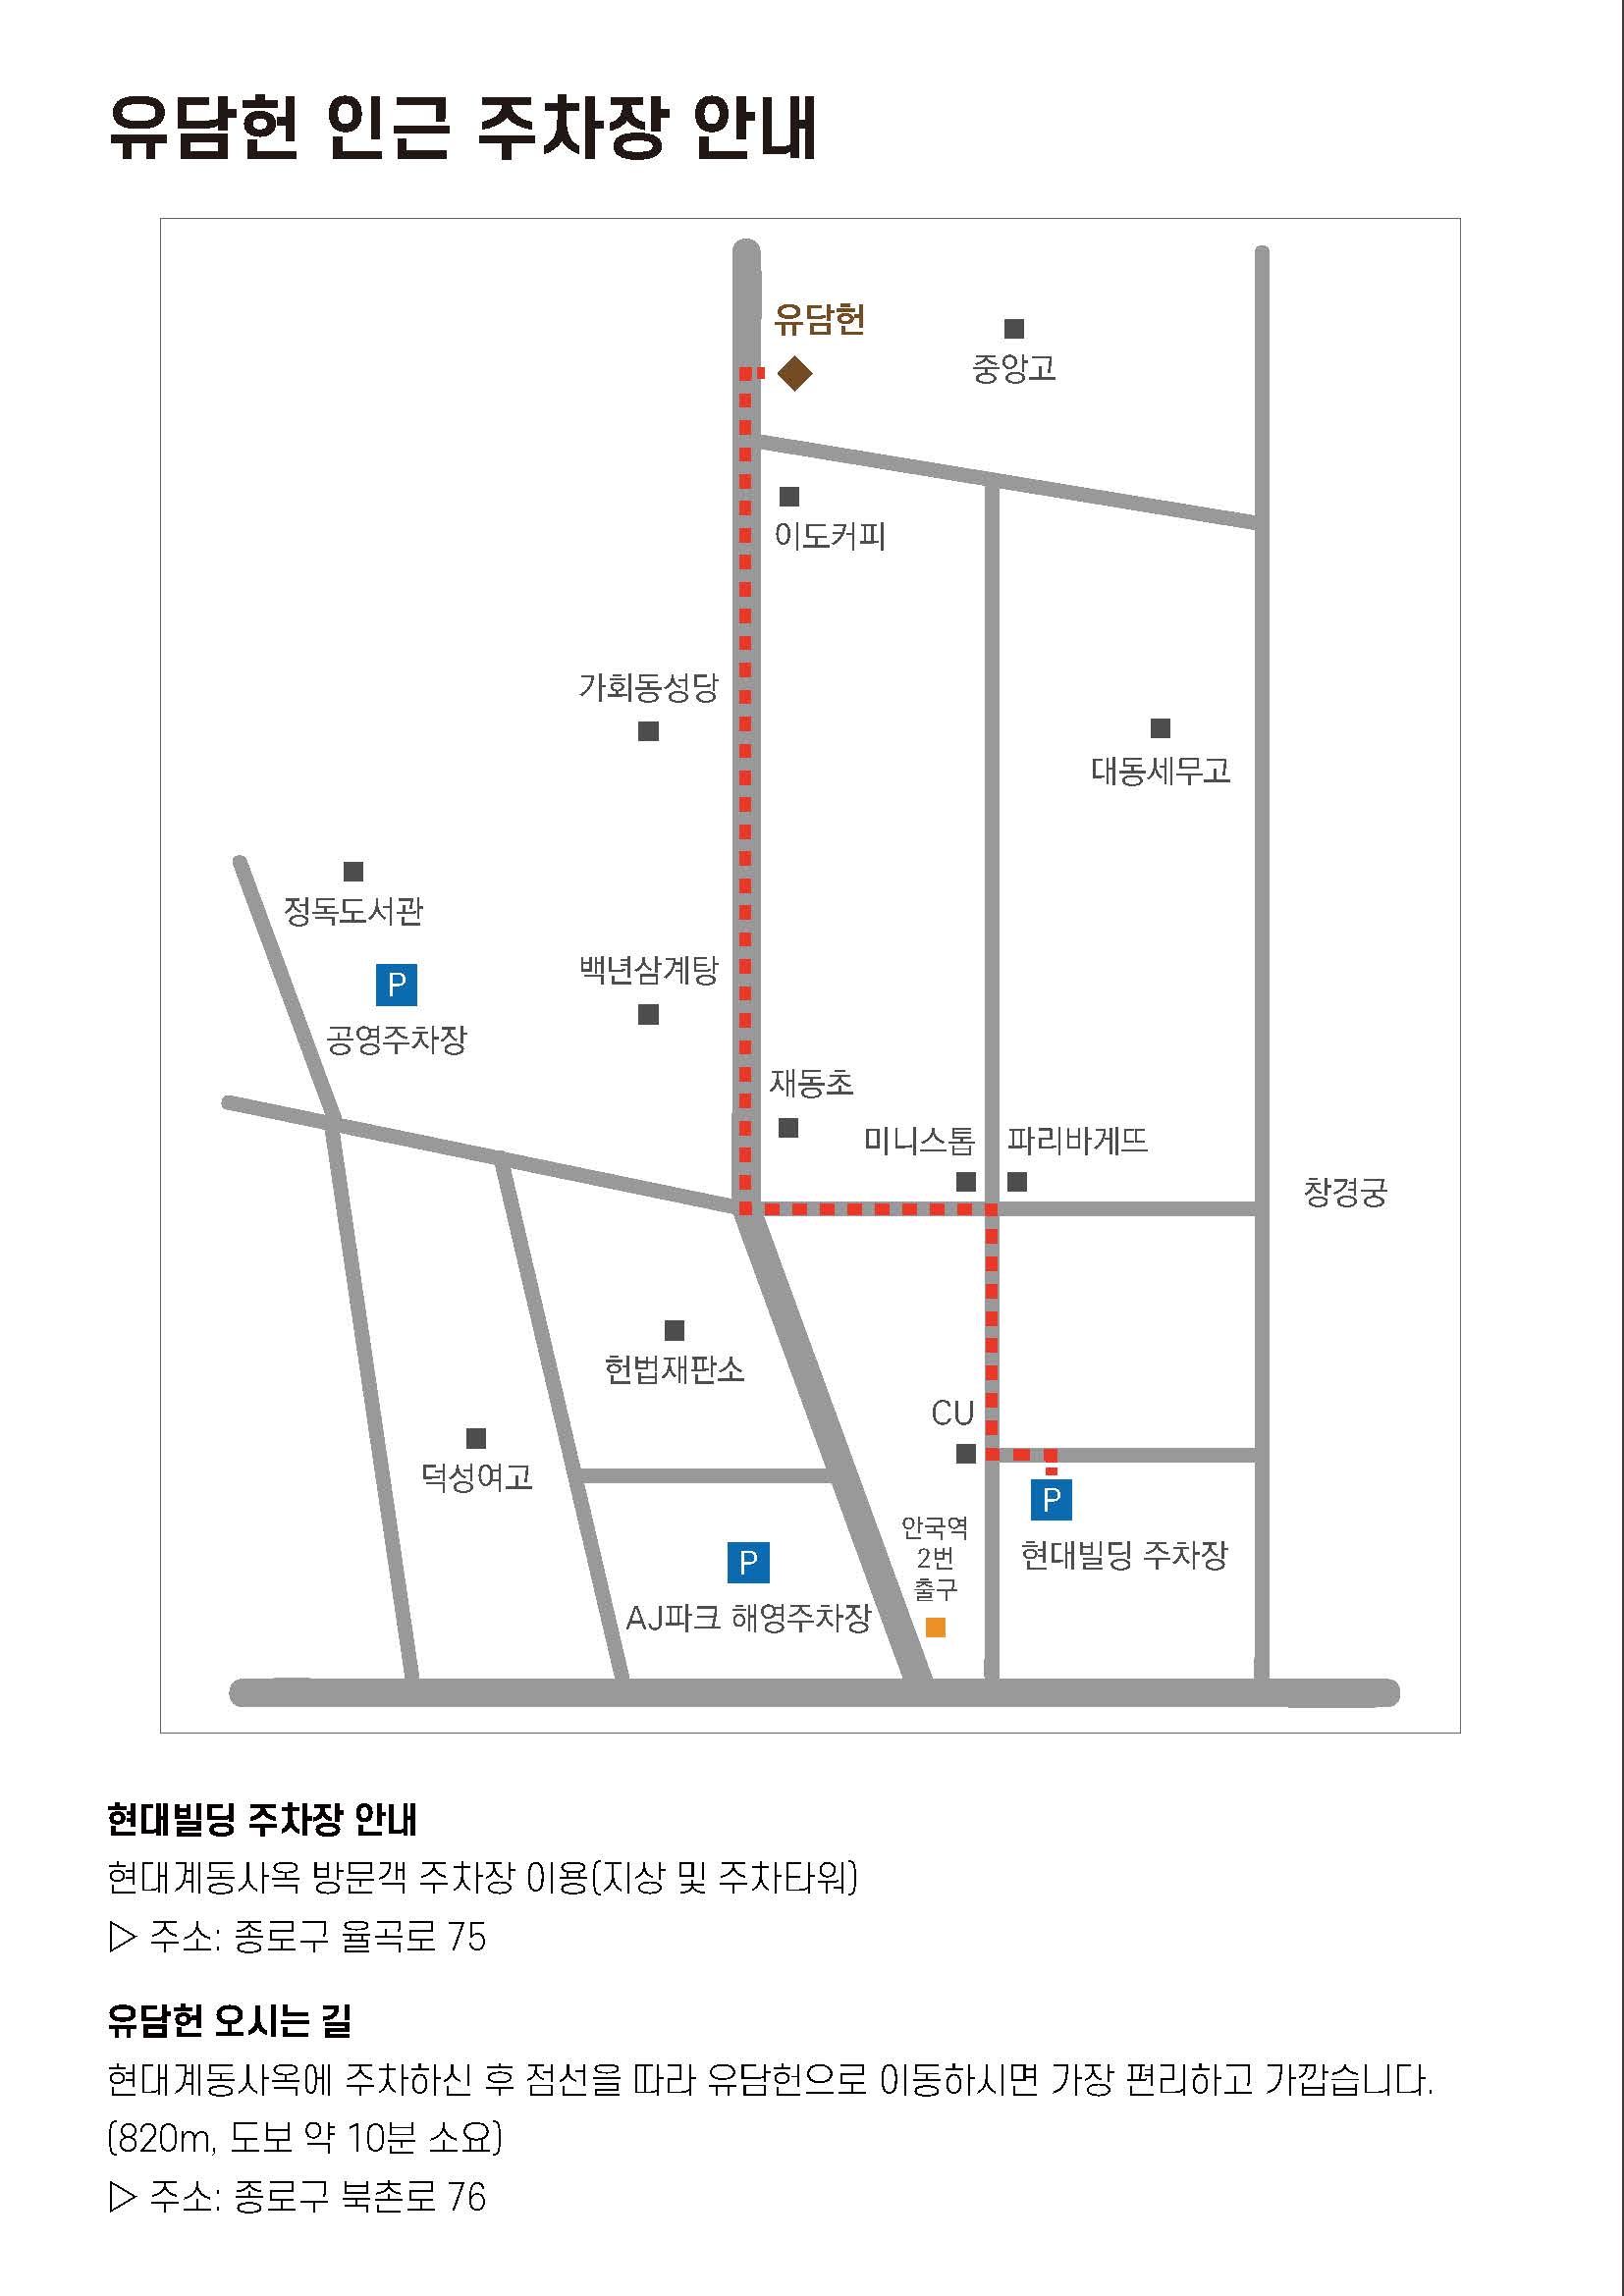 유담헌 인근 주차장 안내
유담헌
중앙고
이도커피
가회동성당
대동세무고
정독도서관
P
공영주차장
백년삼계탕
재동초
미니스톱
파리바게뜨
창경궁
헌법재판소
CU
덕성여고
P
현대빌딩 주차장
안국역
2번
출구
P
AJ파크 해영주차장
현대빌딩 주차장 안내
현대계동사옥 방문객 주차장 이용(지상 및 주차타워)
▷ 주소: 종로구 율곡로 75
유담헌 오시는 길
현대계동사옥에 주차하신 후 점선을 따라 유담헌으로 이동하시면 가장 편리하고 가깝습니다.
(820m, 도보 약 10분 소요)
▷ 주소: 종로구 북촌로 76